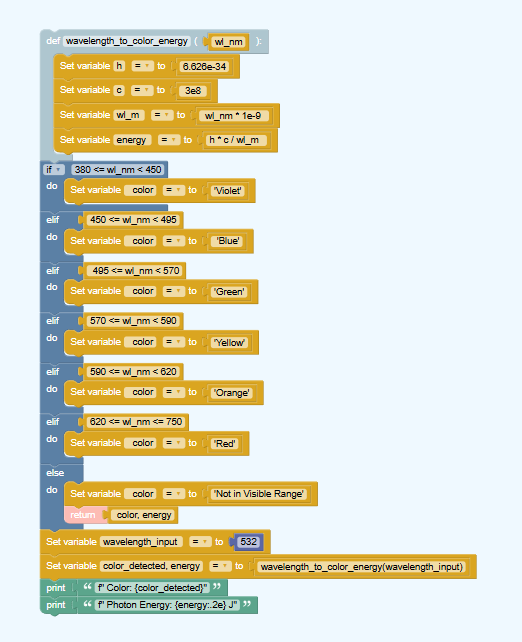 def wavelength_to_color_energy ( wl_nm ):
Set variable h = to 6.626e-34
Set variable c = to 3e8
Set variable wl_m = to wl_nm * 1e-9
Set variable energy = to h * c / wl_m
if 380 <= wl_nm < 450
do Set variable color = to 'Violet'
elif 450 <= wl_nm < 495
do Set variable color = to 'Blue'
elif 495 <= wl_nm < 570
do Set variable color = to 'Green'
elif 570 <= wl_nm < 590
do Set variable color = to 'Yellow'
elif 590 <= wl_nm < 620
do Set variable color = to 'Orange'
elif 620 <= wl_nm <= 750
do Set variable color = to 'Red'
else
do Set variable color = to 'Not in Visible Range'
return color, energy
Set variable wavelength_input = to 532
Set variable color_detected, energy = to wavelength_to_color_energy(wavelength_input)
print “ f" Color: {color_detected}" ”
print “ f" Photon Energy: {energy:.2e} J" ”